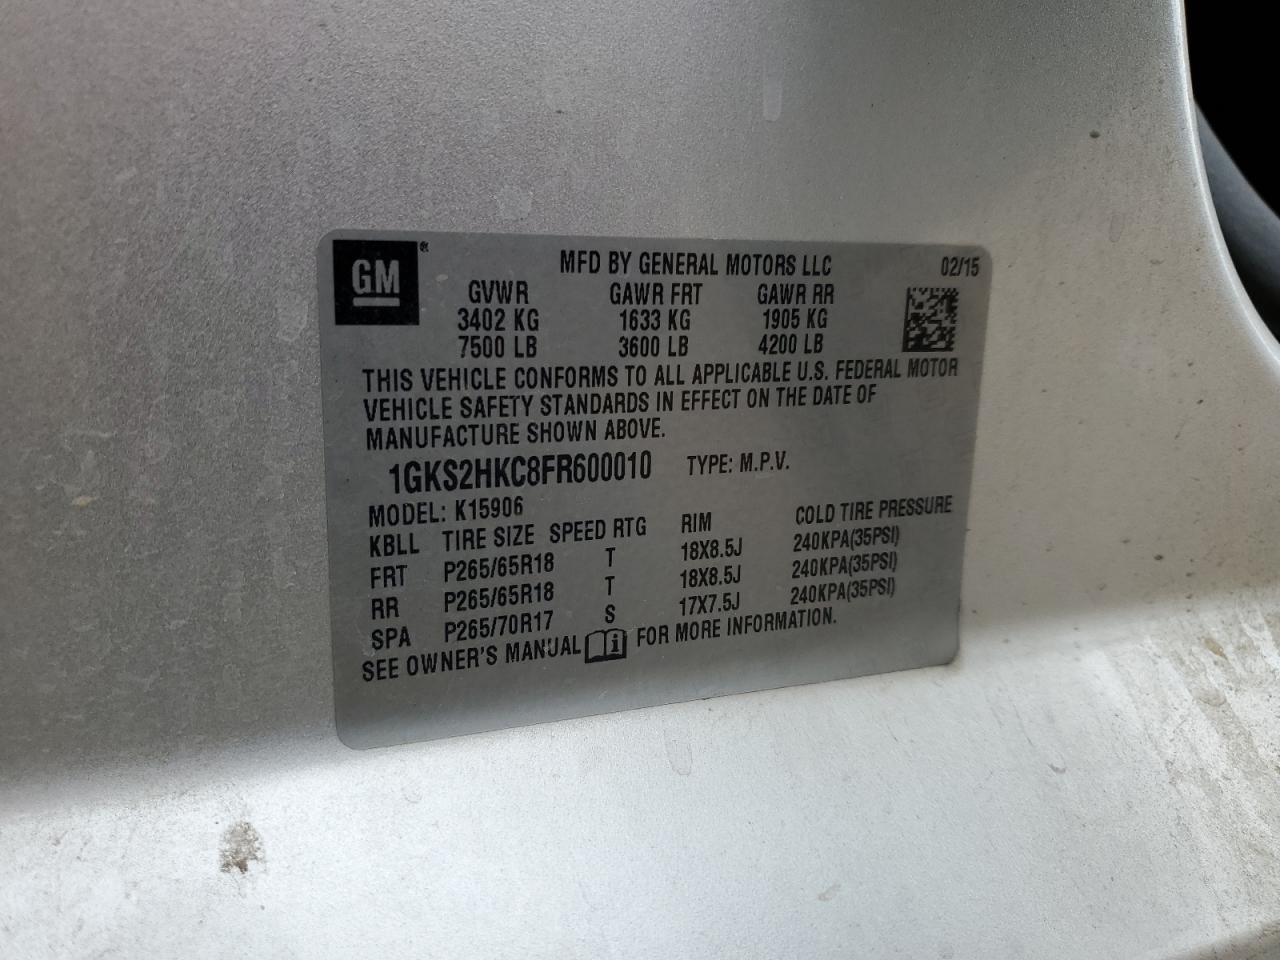 GM ® MFD BY GENERAL MOTORS LLC 02/15
GVWR GAWR FRT GAWR RR
3402 KG 1633 KG 1905 KG
7500 LB 3600 LB 4200 LB
THIS VEHICLE CONFORMS TO ALL APPLICABLE U.S. FEDERAL MOTOR
VEHICLE SAFETY STANDARDS IN EFFECT ON THE DATE OF
MANUFACTURE SHOWN ABOVE.
1GKS2HKC8FR600010 TYPE: M.P.V.
MODEL: K15906
KBLL TIRE SIZE SPEED RTG RIM COLD TIRE PRESSURE
FRT P265/65R18 T 18X8.5J 240KPA(35PSI)
RR P265/65R18 T 18X8.5J 240KPA(35PSI)
SPA P265/70R17 S 17X7.5J 240KPA(35PSI)
SEE OWNER'S MANUAL FOR MORE INFORMATION.